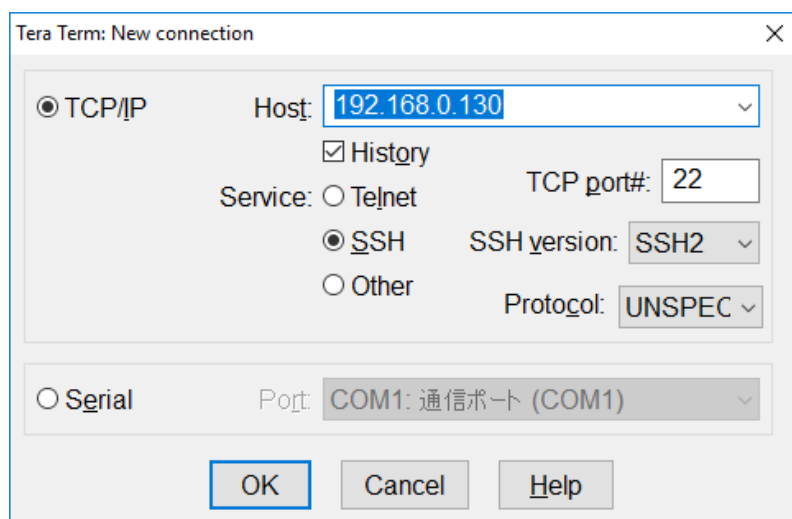 Tera Term: New connection
TCP/IP
Host: 192.168.0.130
History
Service: Telnet
TCP port#: 22
SSH
SSH version: SSH2
Other
Protocol: UNSPEC
Serial
Port: COM1: 通信ポート (COM1)
OK Cancel Help